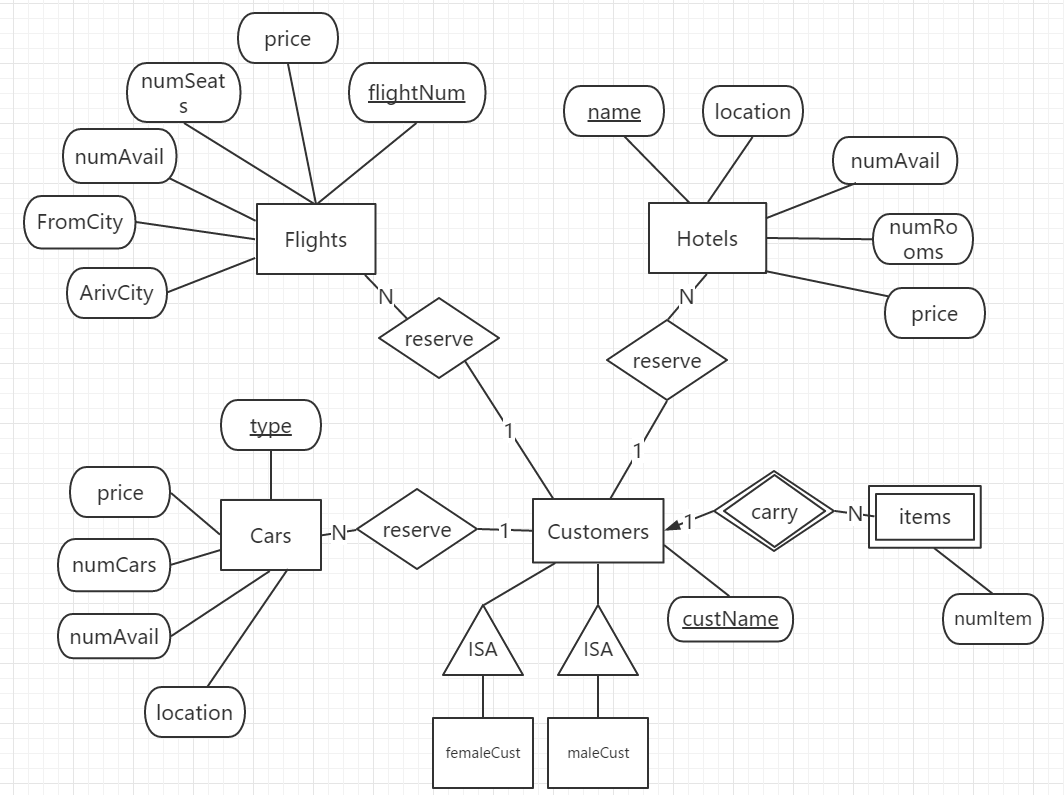 price
numSeat
s
flightNum
name
location
numAvail
numAvail
FromCity
numRo
oms
Flights
Hotels
ArivCity
price
N
N
reserve
reserve
type
1
1
price
carry
items
N
1
N
1
Cars
reserve
Customers
numCars
custName
numItem
numAvail
ISA
ISA
location
femaleCust
maleCust